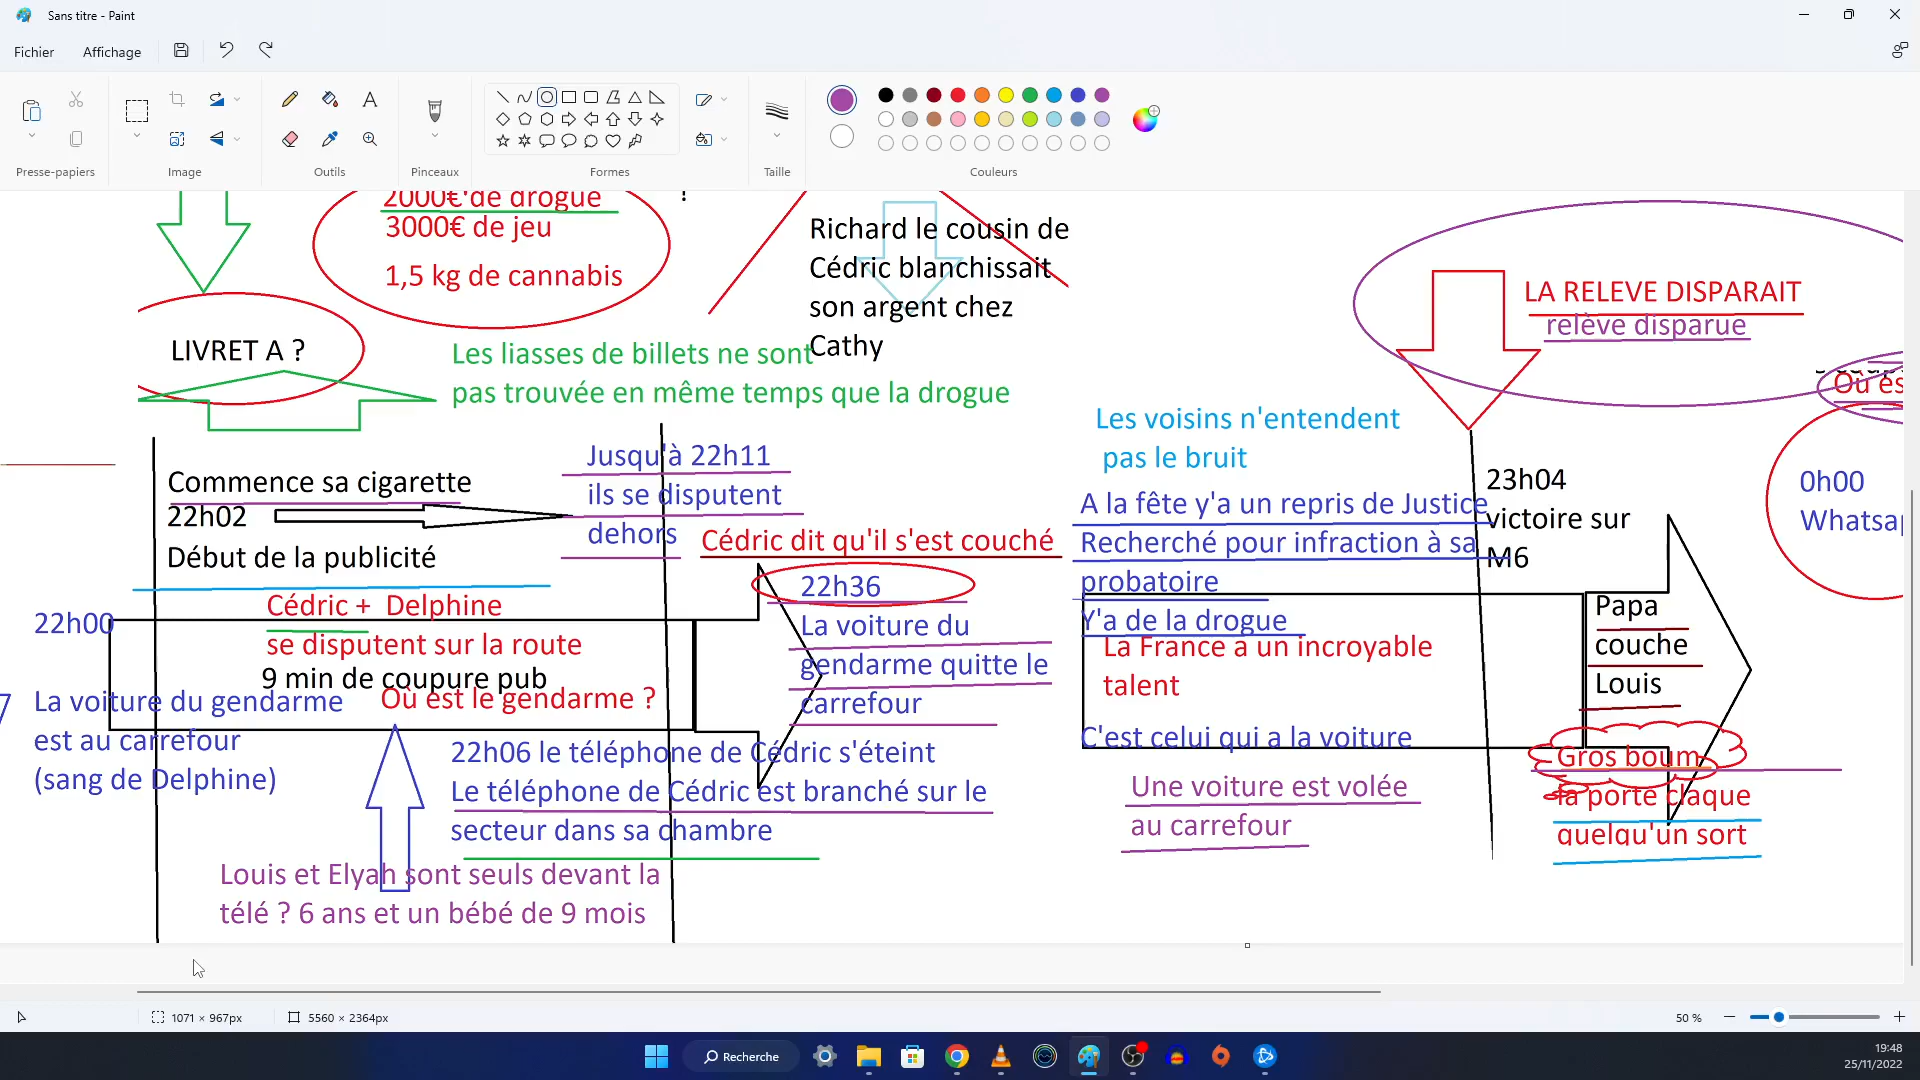 Sans titre - Paint
Fichier
Affichage
Presse-papiers
Image
Outils
Pinceaux
Formes
Taille
Couleurs
2000€ de drogue
3000€ de jeu
1,5 kg de cannabis
!
Richard le cousin de
Cédric blanchissait
son argent chez
Cathy
LA RELEVE DISPARAIT
relève disparue
LIVRET A ?
Les liasses de billets ne sont
pas trouvée en même temps que la drogue
Où es
Les voisins n'entendent
pas le bruit
Commence sa cigarette
22h02
Début de la publicité
Jusqu'à 22h11
ils se disputent
dehors
Cédric dit qu'il s'est couché
A la fête y'a un repris de Justice
Recherché pour infraction à sa
probatoire
Y'a de la drogue
23h04
victoire sur
M6
0h00
Whatsap
22h00
Cédric + Delphine
se disputent sur la route
9 min de coupure pub
Où est le gendarme ?
22h36
La voiture du
gendarme quitte le
carrefour
La France a un incroyable
talent
Papa
couche
Louis
La voiture du gendarme
est au carrefour
(sang de Delphine)
22h06 le téléphone de Cédric s'éteint
Le téléphone de Cédric est branché sur le
secteur dans sa chambre
C'est celui qui a la voiture
Une voiture est volée
au carrefour
Gros boum
la porte claque
quelqu'un sort
Louis et Elyah sont seuls devant la
télé ? 6 ans et un bébé de 9 mois
1071 × 967px
5560 × 2364px
50 %
Recherche
19:48
25/11/2022